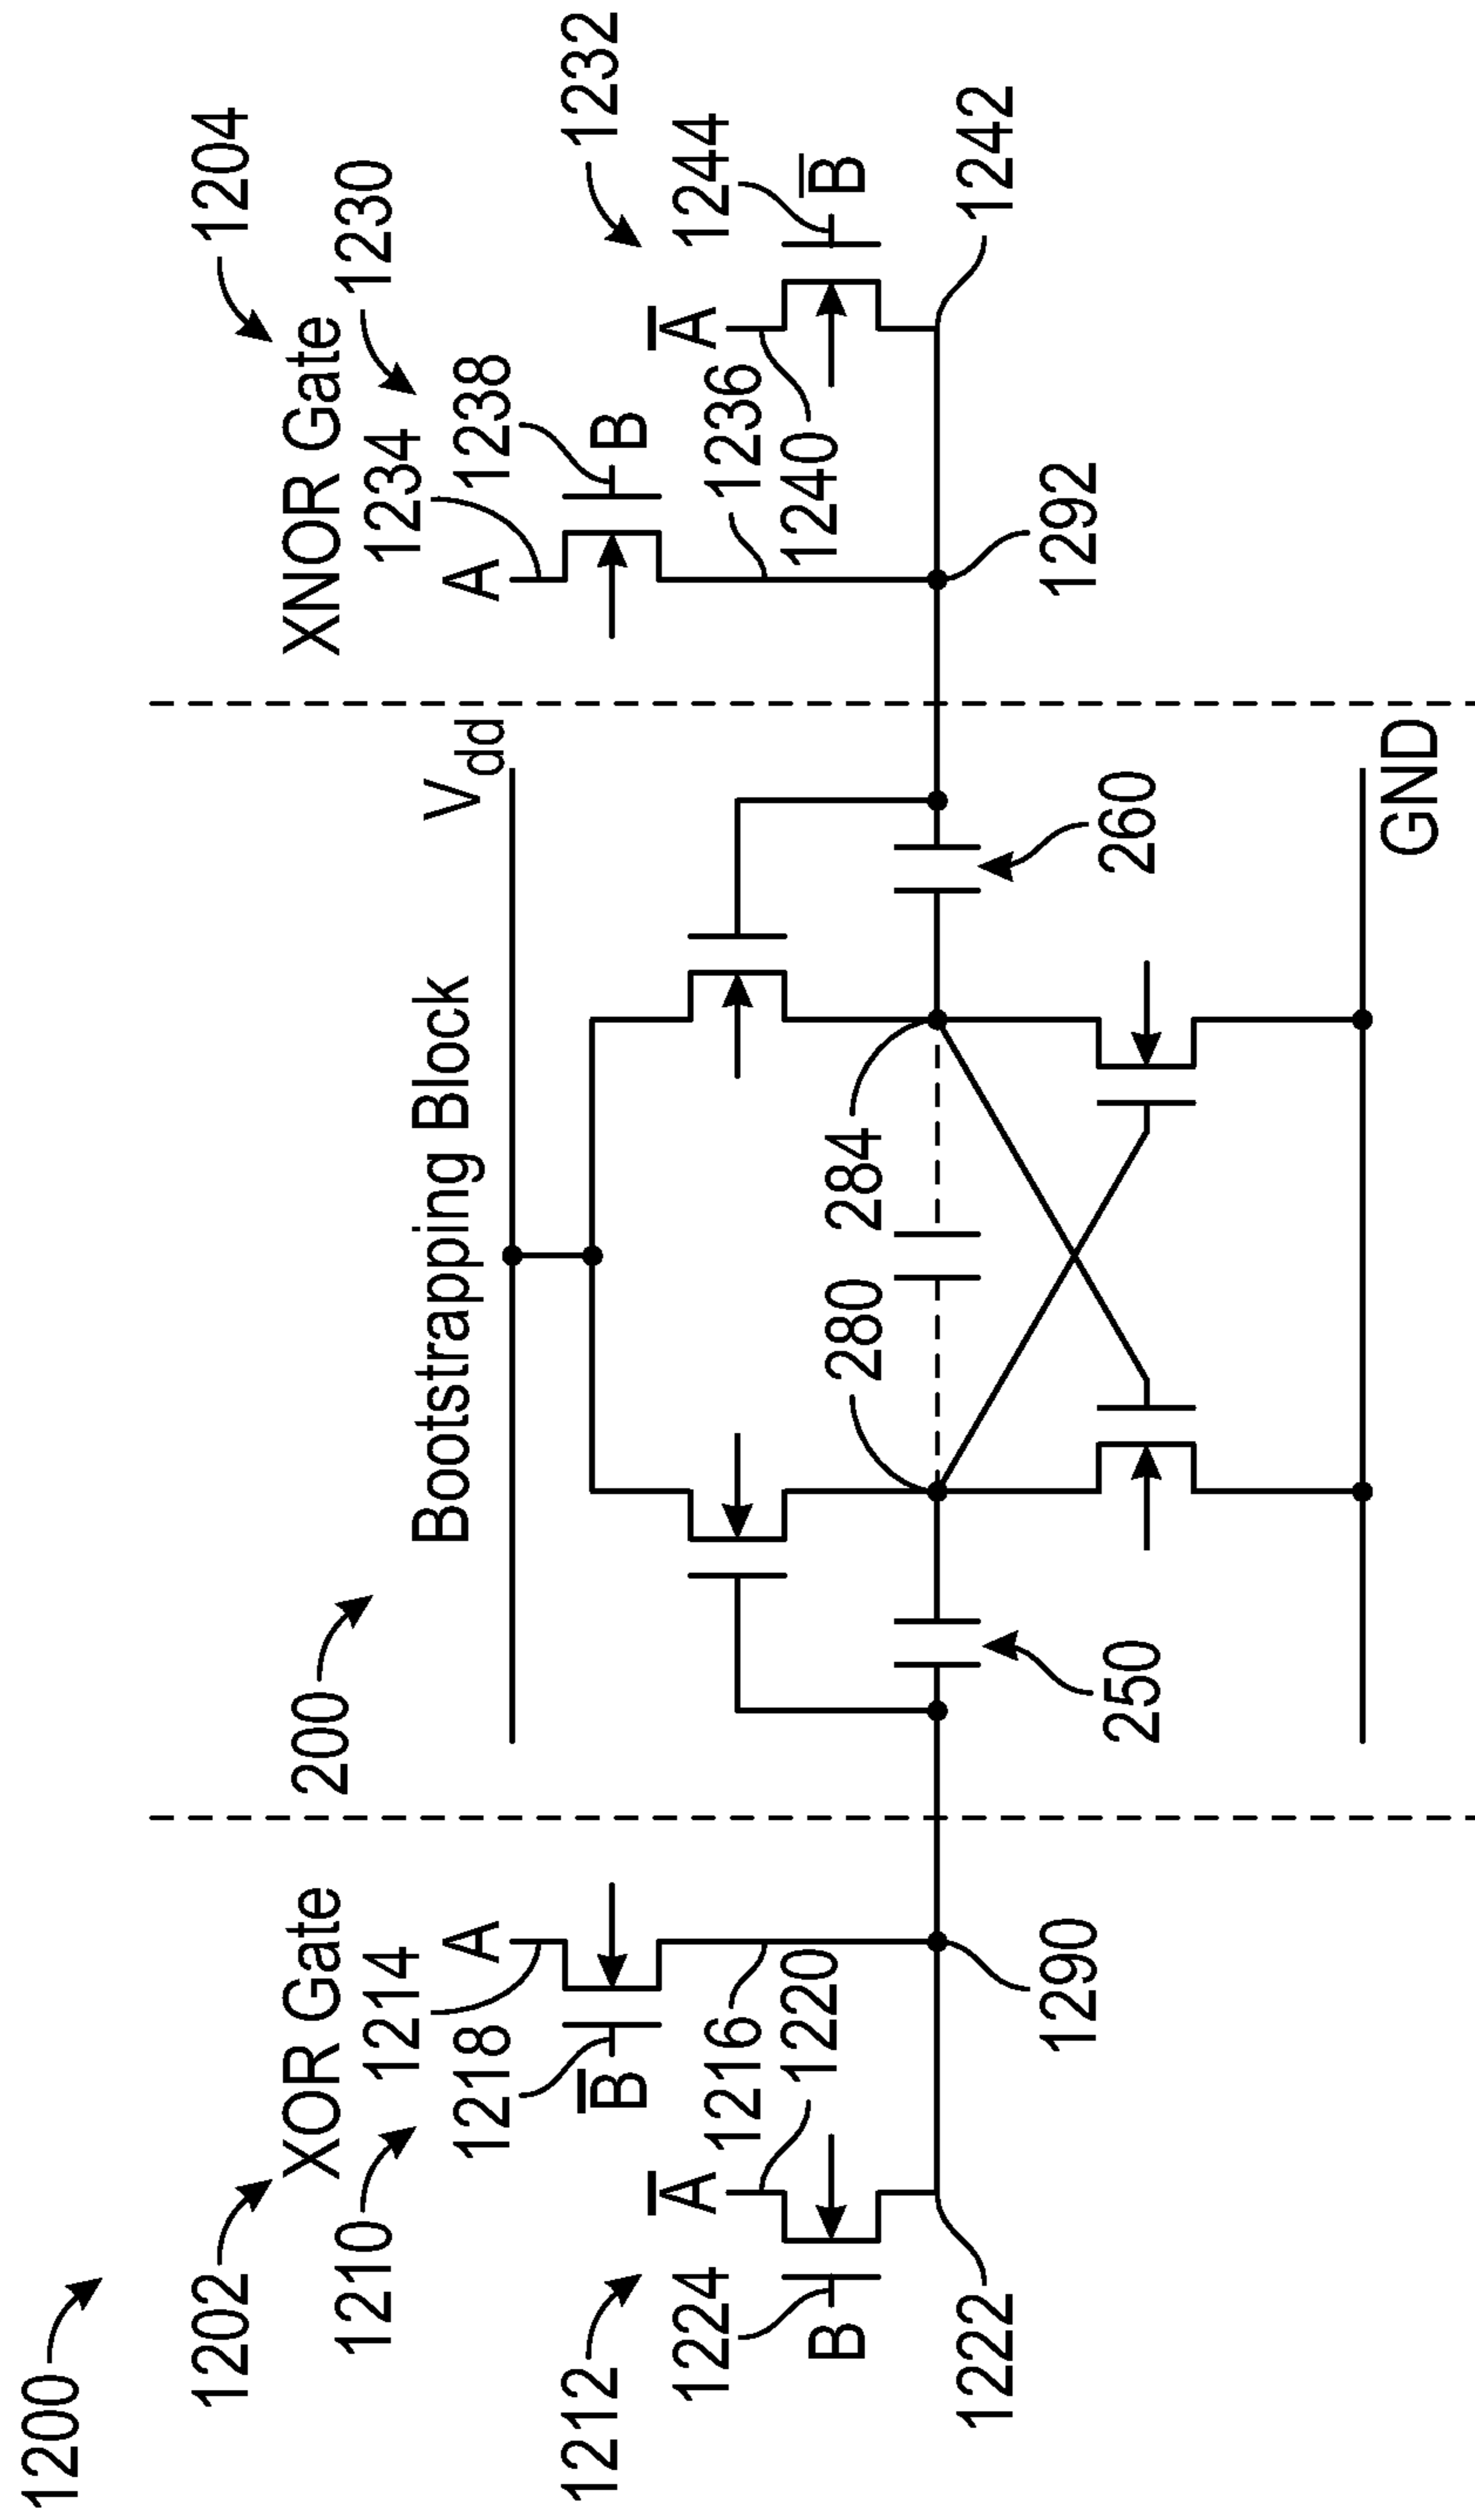 1200
1202
XOR Gate
1210
1214
A
1218
B̅
1212
1224
B
A̅
1216
1220
1222
1290
200
Bootstrapping Block
Vdd
280
284
250
260
GND
1204
XNOR Gate
1230
1234
A
1238
B
1232
1244
B̅
A̅
1236
1240
1242
1292